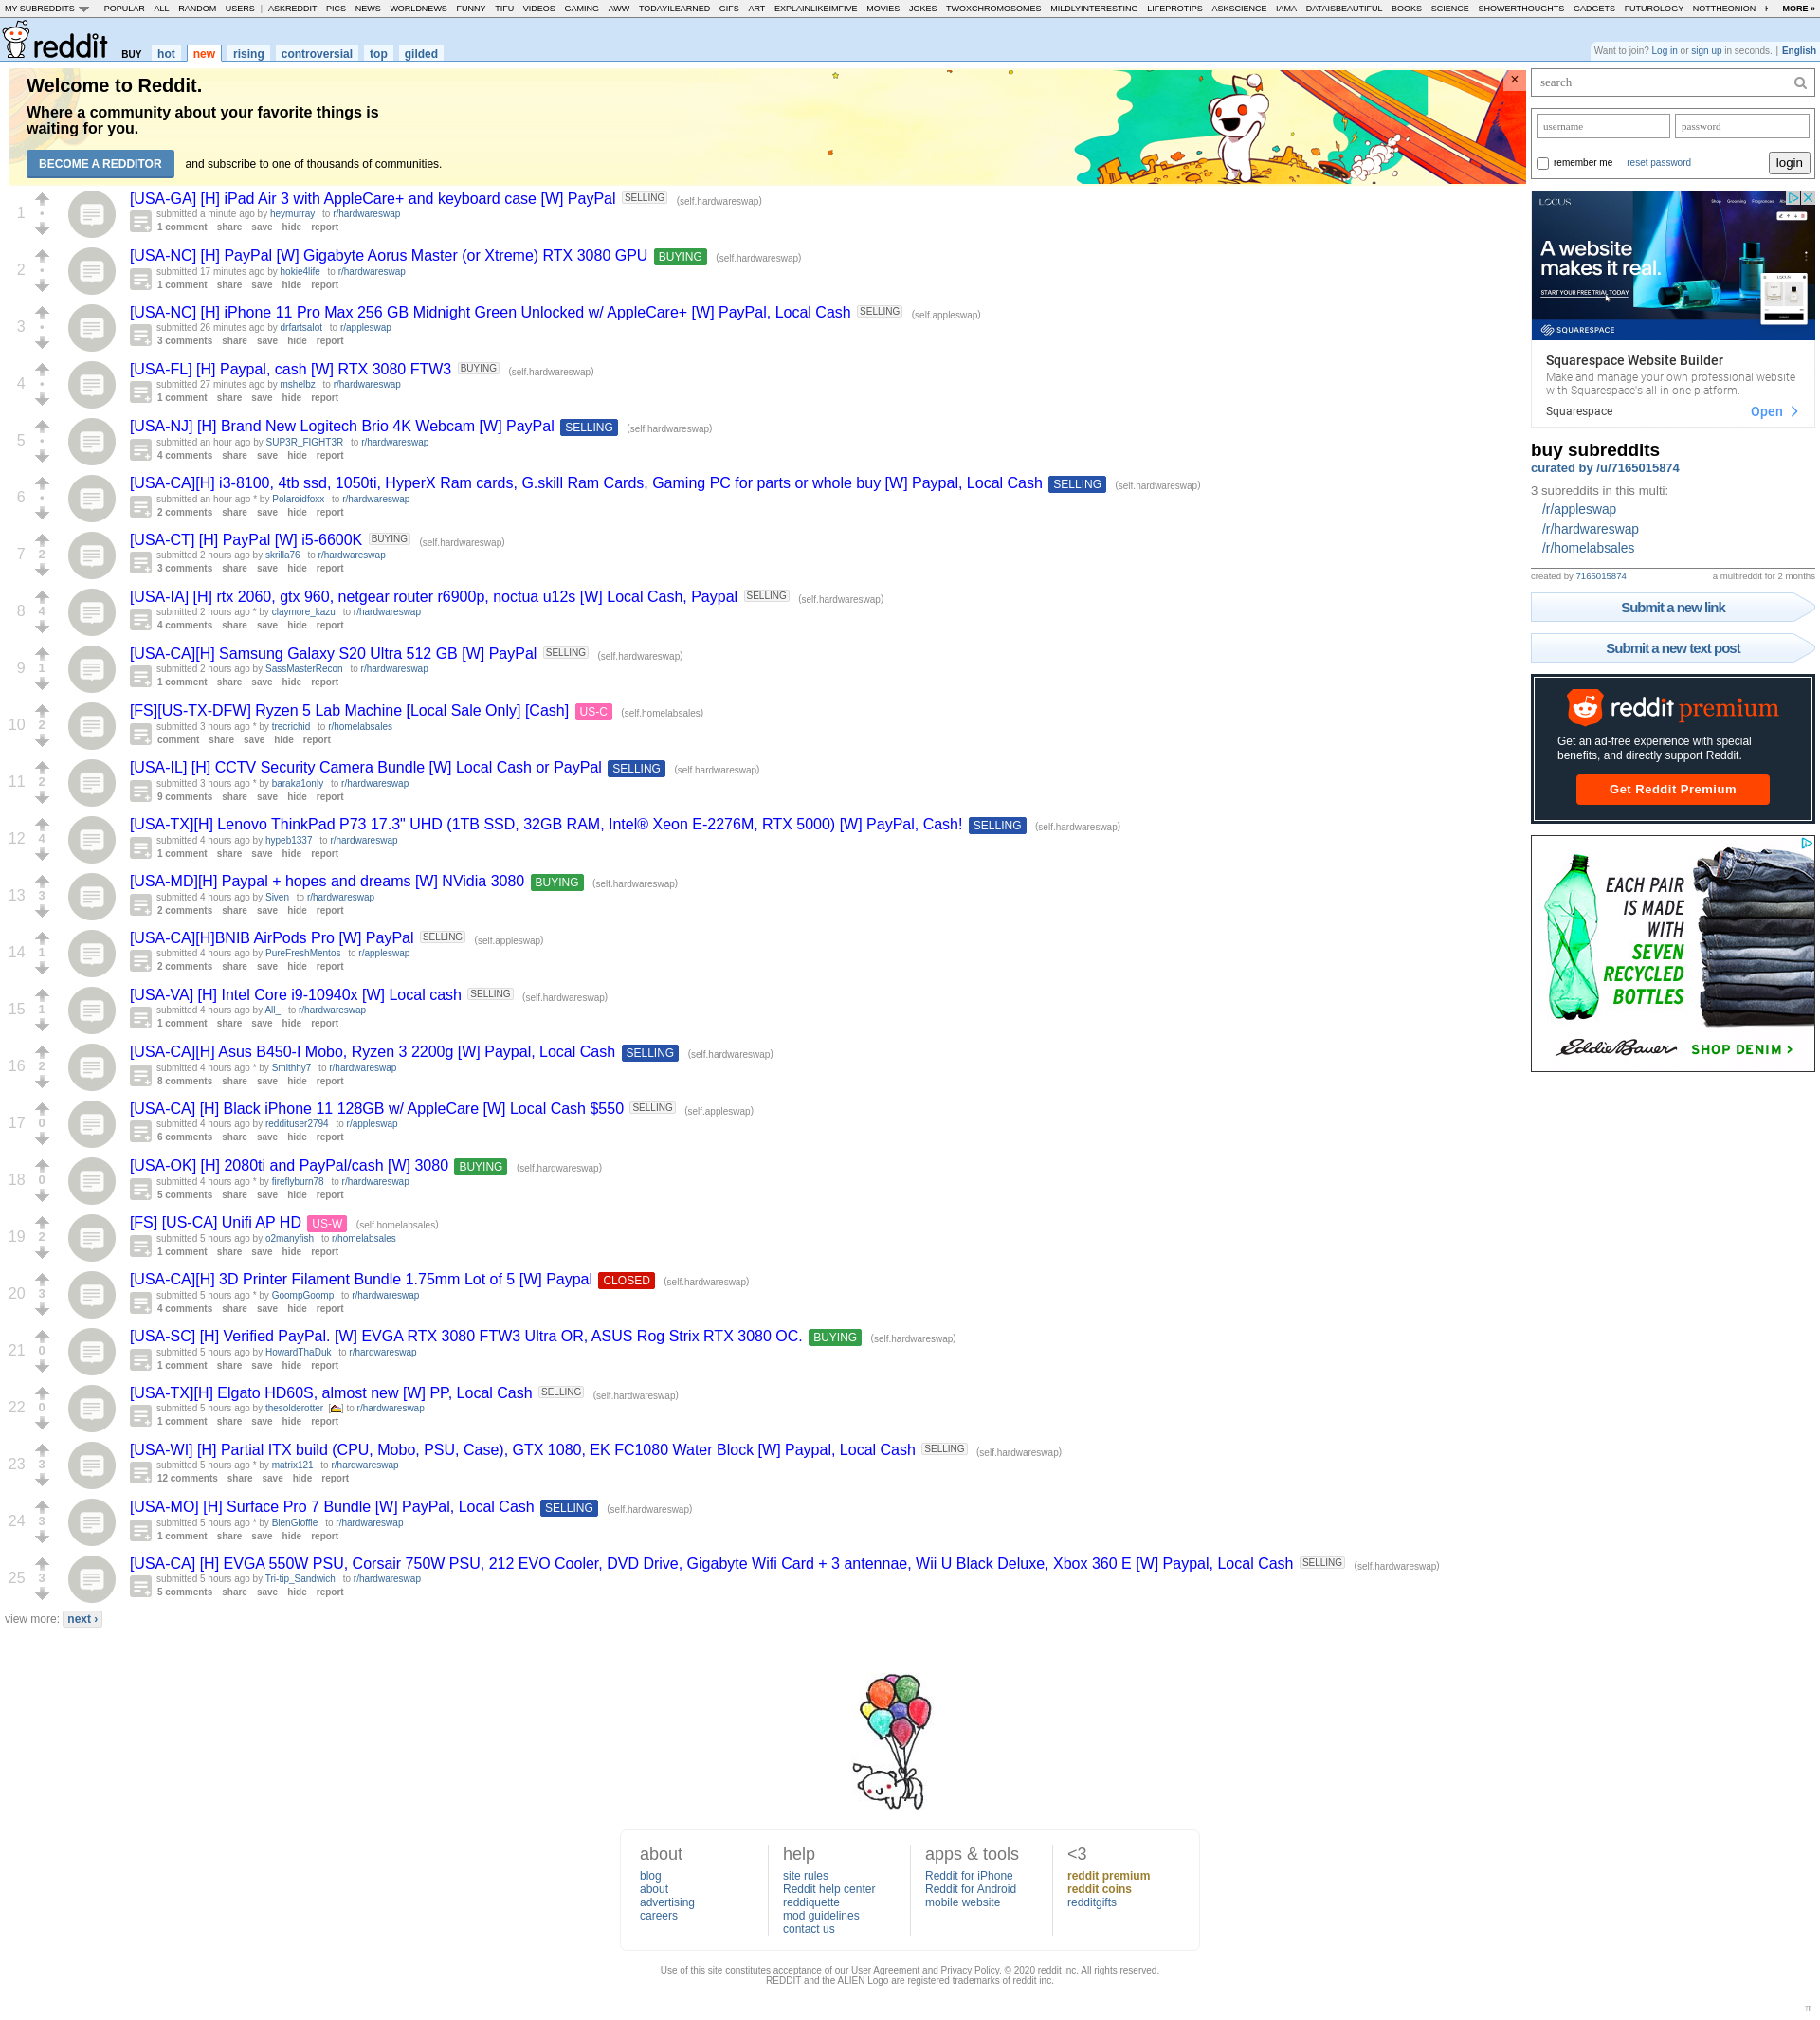 MY SUBREDDITS POPULAR - ALL - RANDOM - USERS | ASKREDDIT - PICS - NEWS - WORLDNEWS - FUNNY - TIFU - VIDEOS - GAMING - AWW - TODAYILEARNED - GIFS - ART - EXPLAINLIKEIMFIVE - MOVIES - JOKES - TWOXCHROMOSOMES - MILDLYINTERESTING - LIFEPROTIPS - ASKSCIENCE - IAMA - DATAISBEAUTIFUL - BOOKS - SCIENCE - SHOWERTHOUGHTS - GADGETS - FUTUROLOGY - NOTTHEONION - MORE »
reddit BUY hot new rising controversial top gilded
Want to join? Log in or sign up in seconds. | English
Welcome to Reddit.
Where a community about your favorite things is
waiting for you.
BECOME A REDDITOR and subscribe to one of thousands of communities.
×
1
[USA-GA] [H] iPad Air 3 with AppleCare+ and keyboard case [W] PayPal SELLING (self.hardwareswap)
submitted a minute ago by heymurray to r/hardwareswap
1 comment share save hide report
2
[USA-NC] [H] PayPal [W] Gigabyte Aorus Master (or Xtreme) RTX 3080 GPU BUYING (self.hardwareswap)
submitted 17 minutes ago by hokie4life to r/hardwareswap
1 comment share save hide report
3
[USA-NC] [H] iPhone 11 Pro Max 256 GB Midnight Green Unlocked w/ AppleCare+ [W] PayPal, Local Cash SELLING (self.appleswap)
submitted 26 minutes ago by drfartsalot to r/appleswap
3 comments share save hide report
4
[USA-FL] [H] Paypal, cash [W] RTX 3080 FTW3 BUYING (self.hardwareswap)
submitted 27 minutes ago by mshelbz to r/hardwareswap
1 comment share save hide report
5
[USA-NJ] [H] Brand New Logitech Brio 4K Webcam [W] PayPal SELLING (self.hardwareswap)
submitted an hour ago by SUP3R_FIGHT3R to r/hardwareswap
4 comments share save hide report
6
[USA-CA][H] i3-8100, 4tb ssd, 1050ti, HyperX Ram cards, G.skill Ram Cards, Gaming PC for parts or whole buy [W] Paypal, Local Cash SELLING (self.hardwareswap)
submitted an hour ago * by Polaroidfoxx to r/hardwareswap
2 comments share save hide report
7 2
[USA-CT] [H] PayPal [W] i5-6600K BUYING (self.hardwareswap)
submitted 2 hours ago by skrilla76 to r/hardwareswap
3 comments share save hide report
8 4
[USA-IA] [H] rtx 2060, gtx 960, netgear router r6900p, noctua u12s [W] Local Cash, Paypal SELLING (self.hardwareswap)
submitted 2 hours ago * by claymore_kazu to r/hardwareswap
4 comments share save hide report
9 1
[USA-CA][H] Samsung Galaxy S20 Ultra 512 GB [W] PayPal SELLING (self.hardwareswap)
submitted 2 hours ago by SassMasterRecon to r/hardwareswap
1 comment share save hide report
10 2
[FS][US-TX-DFW] Ryzen 5 Lab Machine [Local Sale Only] [Cash] US-C (self.homelabsales)
submitted 3 hours ago * by trecrichid to r/homelabsales
comment share save hide report
11 2
[USA-IL] [H] CCTV Security Camera Bundle [W] Local Cash or PayPal SELLING (self.hardwareswap)
submitted 3 hours ago * by baraka1only to r/hardwareswap
9 comments share save hide report
12 4
[USA-TX][H] Lenovo ThinkPad P73 17.3" UHD (1TB SSD, 32GB RAM, Intel® Xeon E-2276M, RTX 5000) [W] PayPal, Cash! SELLING (self.hardwareswap)
submitted 4 hours ago by hypeb1337 to r/hardwareswap
1 comment share save hide report
13 3
[USA-MD][H] Paypal + hopes and dreams [W] NVidia 3080 BUYING (self.hardwareswap)
submitted 4 hours ago by Siven to r/hardwareswap
2 comments share save hide report
14 1
[USA-CA][H]BNIB AirPods Pro [W] PayPal SELLING (self.appleswap)
submitted 4 hours ago by PureFreshMentos to r/appleswap
2 comments share save hide report
15 1
[USA-VA] [H] Intel Core i9-10940x [W] Local cash SELLING (self.hardwareswap)
submitted 4 hours ago by All_ to r/hardwareswap
1 comment share save hide report
16 2
[USA-CA][H] Asus B450-I Mobo, Ryzen 3 2200g [W] Paypal, Local Cash SELLING (self.hardwareswap)
submitted 4 hours ago * by Smithhy7 to r/hardwareswap
8 comments share save hide report
17 0
[USA-CA] [H] Black iPhone 11 128GB w/ AppleCare [W] Local Cash $550 SELLING (self.appleswap)
submitted 4 hours ago by reddituser2794 to r/appleswap
6 comments share save hide report
18 0
[USA-OK] [H] 2080ti and PayPal/cash [W] 3080 BUYING (self.hardwareswap)
submitted 4 hours ago * by fireflyburn78 to r/hardwareswap
5 comments share save hide report
19 2
[FS] [US-CA] Unifi AP HD US-W (self.homelabsales)
submitted 5 hours ago by o2manyfish to r/homelabsales
1 comment share save hide report
20 3
[USA-CA][H] 3D Printer Filament Bundle 1.75mm Lot of 5 [W] Paypal CLOSED (self.hardwareswap)
submitted 5 hours ago * by GoompGoomp to r/hardwareswap
4 comments share save hide report
21 0
[USA-SC] [H] Verified PayPal. [W] EVGA RTX 3080 FTW3 Ultra OR, ASUS Rog Strix RTX 3080 OC. BUYING (self.hardwareswap)
submitted 5 hours ago by HowardThaDuk to r/hardwareswap
1 comment share save hide report
22 0
[USA-TX][H] Elgato HD60S, almost new [W] PP, Local Cash SELLING (self.hardwareswap)
submitted 5 hours ago by thesolderotter [] to r/hardwareswap
1 comment share save hide report
23 3
[USA-WI] [H] Partial ITX build (CPU, Mobo, PSU, Case), GTX 1080, EK FC1080 Water Block [W] Paypal, Local Cash SELLING (self.hardwareswap)
submitted 5 hours ago * by matrix121 to r/hardwareswap
12 comments share save hide report
24 3
[USA-MO] [H] Surface Pro 7 Bundle [W] PayPal, Local Cash SELLING (self.hardwareswap)
submitted 5 hours ago * by BlenGloffle to r/hardwareswap
1 comment share save hide report
25 3
[USA-CA] [H] EVGA 550W PSU, Corsair 750W PSU, 212 EVO Cooler, DVD Drive, Gigabyte Wifi Card + 3 antennae, Wii U Black Deluxe, Xbox 360 E [W] Paypal, Local Cash SELLING (self.hardwareswap)
submitted 5 hours ago by Tri-tip_Sandwich to r/hardwareswap
5 comments share save hide report
view more: next ›
search
username password
remember me reset password login
LOCUS
A website
makes it real.
START YOUR FREE TRIAL TODAY
SQUARESPACE
Squarespace Website Builder
Make and manage your own professional website
with Squarespace's all-in-one platform.
Squarespace Open
buy subreddits
curated by /u/7165015874
3 subreddits in this multi:
/r/appleswap
/r/hardwareswap
/r/homelabsales
created by 7165015874 a multireddit for 2 months
Submit a new link
Submit a new text post
reddit premium
Get an ad-free experience with special
benefits, and directly support Reddit.
Get Reddit Premium
EACH PAIR
IS MADE
WITH
SEVEN
RECYCLED
BOTTLES
Eddie Bauer SHOP DENIM >
about
blog
about
advertising
careers
help
site rules
Reddit help center
reddiquette
mod guidelines
contact us
apps & tools
Reddit for iPhone
Reddit for Android
mobile website
<3
reddit premium
reddit coins
redditgifts
Use of this site constitutes acceptance of our User Agreement and Privacy Policy. © 2020 reddit inc. All rights reserved.
REDDIT and the ALIEN Logo are registered trademarks of reddit inc.
π